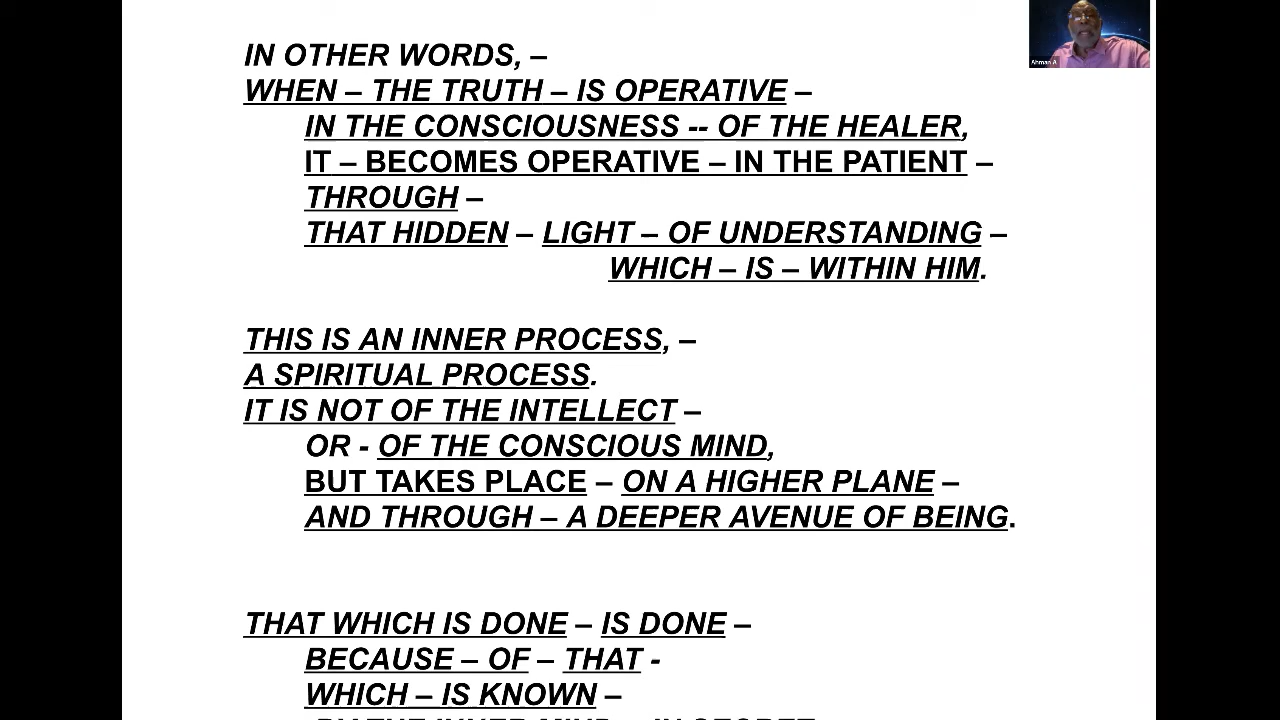 IN OTHER WORDS, –
WHEN – THE TRUTH – IS OPERATIVE –
IN THE CONSCIOUSNESS -- OF THE HEALER,
IT – BECOMES OPERATIVE – IN THE PATIENT –
THROUGH –
THAT HIDDEN – LIGHT – OF UNDERSTANDING –
WHICH – IS – WITHIN HIM.
THIS IS AN INNER PROCESS, –
A SPIRITUAL PROCESS.
IT IS NOT OF THE INTELLECT –
OR - OF THE CONSCIOUS MIND,
BUT TAKES PLACE – ON A HIGHER PLANE –
AND THROUGH – A DEEPER AVENUE OF BEING.
THAT WHICH IS DONE – IS DONE –
BECAUSE – OF – THAT -
WHICH – IS KNOWN –
Ahman A